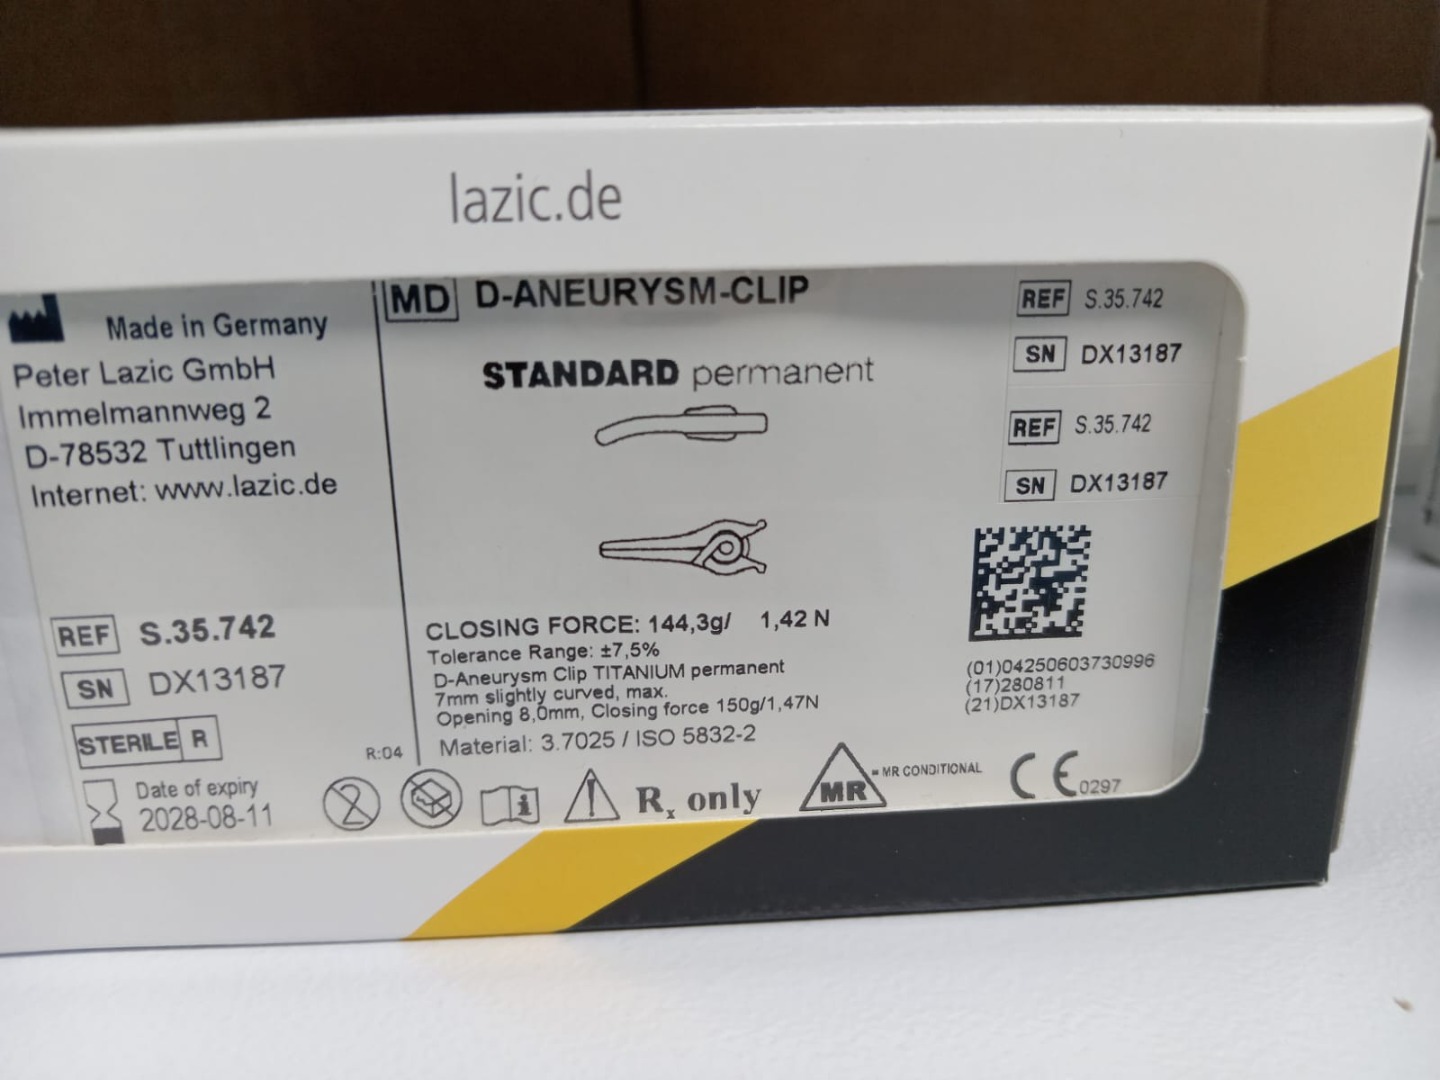 lazic.de
Made in Germany
Peter Lazic GmbH
Immelmannweg 2
D-78532 Tuttlingen
Internet: www.lazic.de
REF S.35.742
SN DX13187
STERILE R
Date of expiry
2028-08-11
R:04
MD D-ANEURYSM-CLIP
STANDARD permanent
CLOSING FORCE: 144,3g/ 1,42 N
Tolerance Range: ±7,5%
D-Aneurysm Clip TITANIUM permanent
7mm slightly curved, max.
Opening 8,0mm, Closing force 150g/1,47N
Material: 3.7025 / ISO 5832-2
2
i
Rx only
MR = MR CONDITIONAL
CE 0297
REF S.35.742
SN DX13187
REF S.35.742
SN DX13187
(01)04250603730996
(17)280811
(21)DX13187